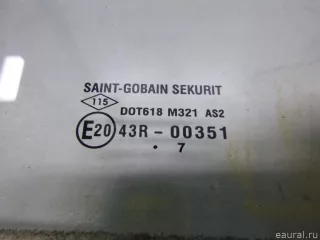 SAINT-GOBAIN SEKURIT
115
DOT618 M321 AS2
E20 43R - 00351
. 7
© eaural.ru